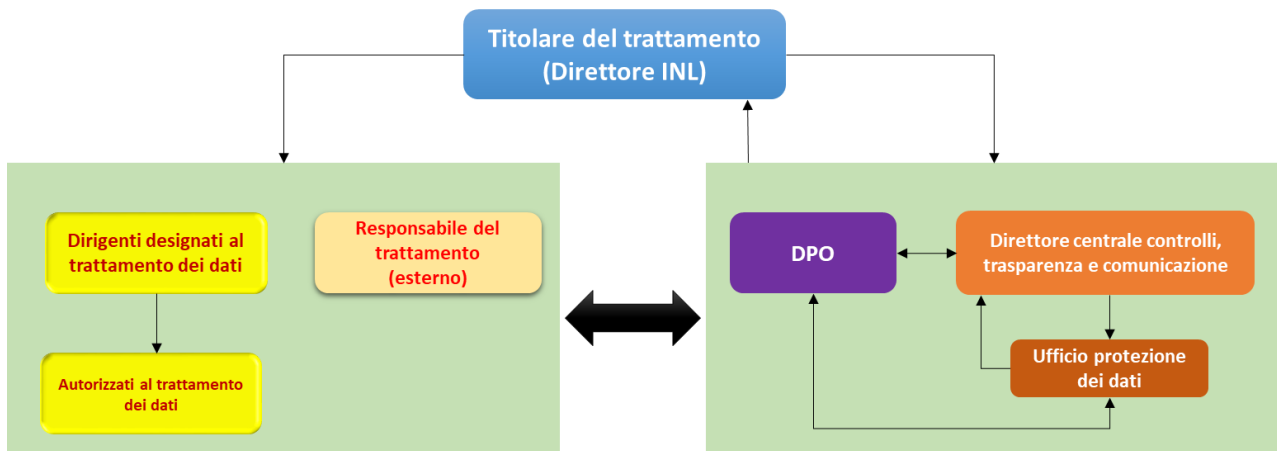 Titolare del trattamento
(Direttore INL)
Dirigenti designati al
trattamento dei dati
Responsabile del
trattamento
(esterno)
Autorizzati al trattamento
dei dati
DPO
Direttore centrale controlli,
trasparenza e comunicazione
Ufficio protezione
dei dati